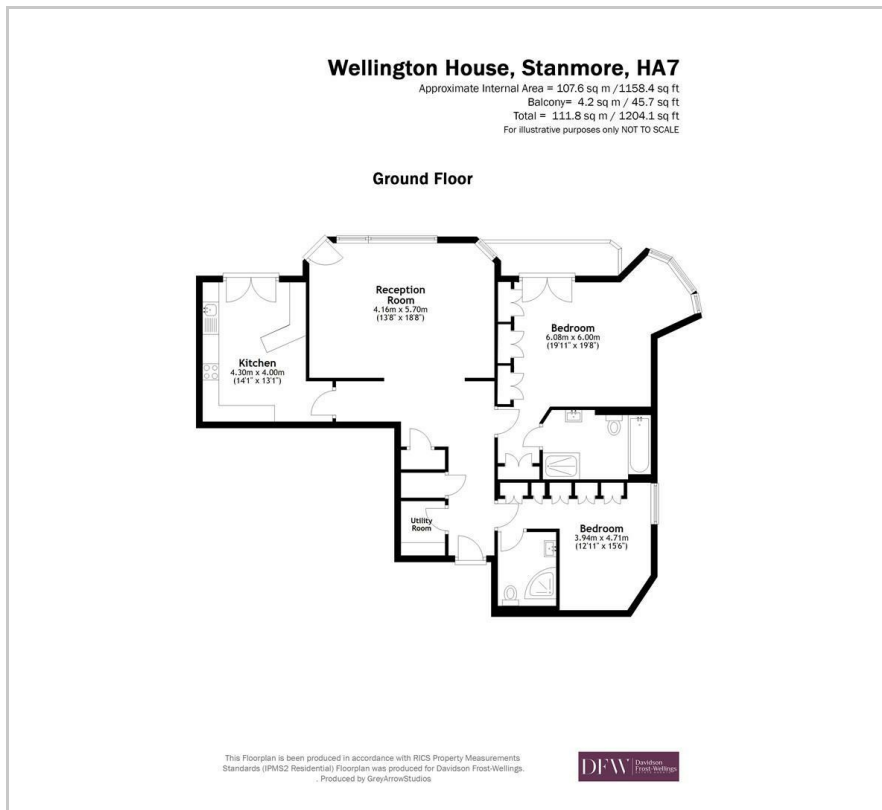 Wellington House, Stanmore, HA7
Approximate Internal Area = 107.6 sq m /1158.4 sq ft
Balcony= 4.2 sq m / 45.7 sq ft
Total = 111.8 sq m / 1204.1 sq ft
For illustrative purposes only NOT TO SCALE
Ground Floor
Reception
Room
4.16m x 5.70m
(13'8" x 18'8")
Bedroom
6.08m x 6.00m
(19'11" x 19'8")
Kitchen
4.30m x 4.00m
(14'1" x 13'1")
Utility
Room
Bedroom
3.94m x 4.71m
(12'11" x 15'6")
This Floorplan is been produced in accordance with RICS Property Measurements
Standards (IPMS2 Residential) Floorplan was produced for Davidson Frost-Wellings.
. Produced by GreyArrowStudios
DFW
Davidson
Frost-Wellings